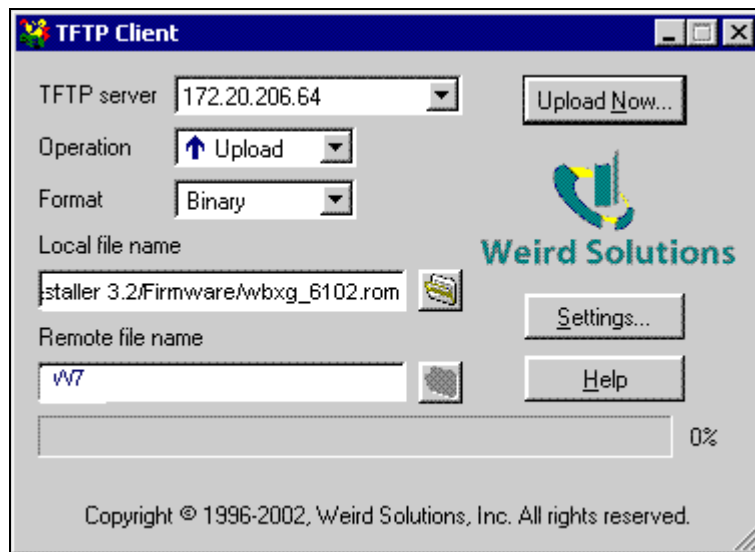 TFTP Client
TFTP server 172.20.206.64 Upload Now...
Operation Upload
Format Binary
Weird Solutions
Local file name
staller 3.2/Firmware/wbxg_6102.rom
Settings...
Remote file name
W7
Help
0%
Copyright © 1996-2002, Weird Solutions, Inc. All rights reserved.